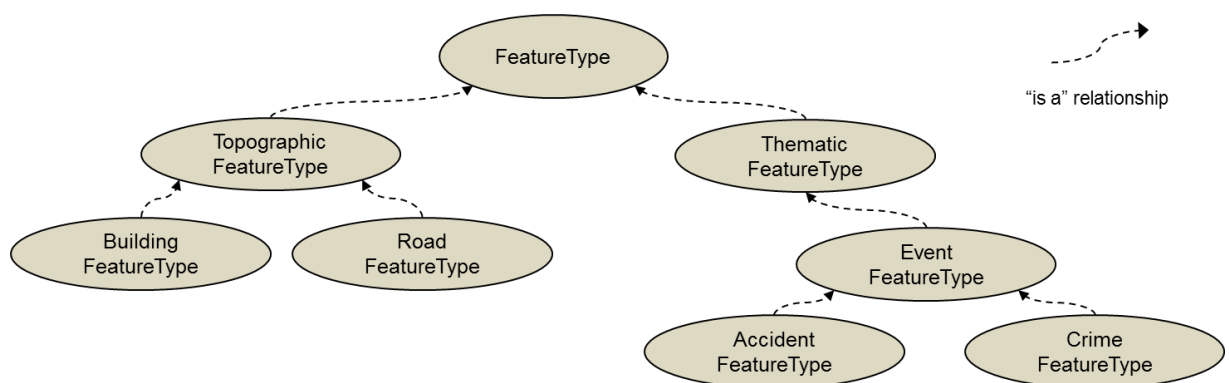 FeatureType
"is a" relationship
Topographic
FeatureType
Thematic
FeatureType
Building
FeatureType
Road
FeatureType
Event
FeatureType
Accident
FeatureType
Crime
FeatureType